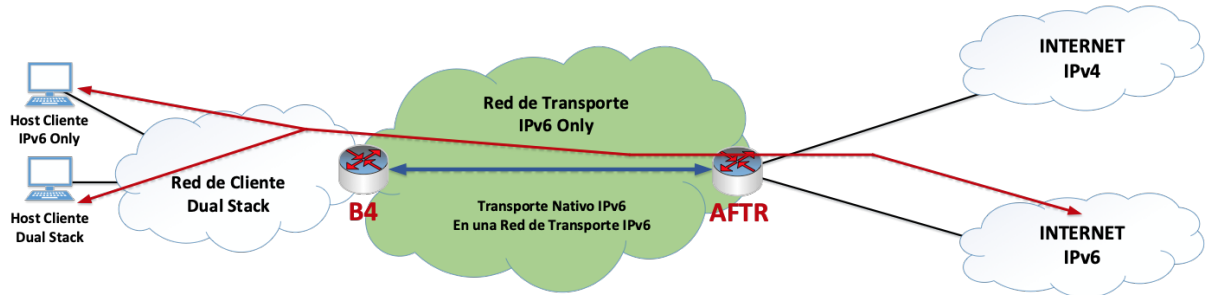 Host Cliente
IPv6 Only
Host Cliente
Dual Stack
Red de Cliente
Dual Stack
B4
Red de Transporte
IPv6 Only
Transporte Nativo IPv6
En una Red de Transporte IPv6
AFTR
INTERNET
IPv4
INTERNET
IPv6